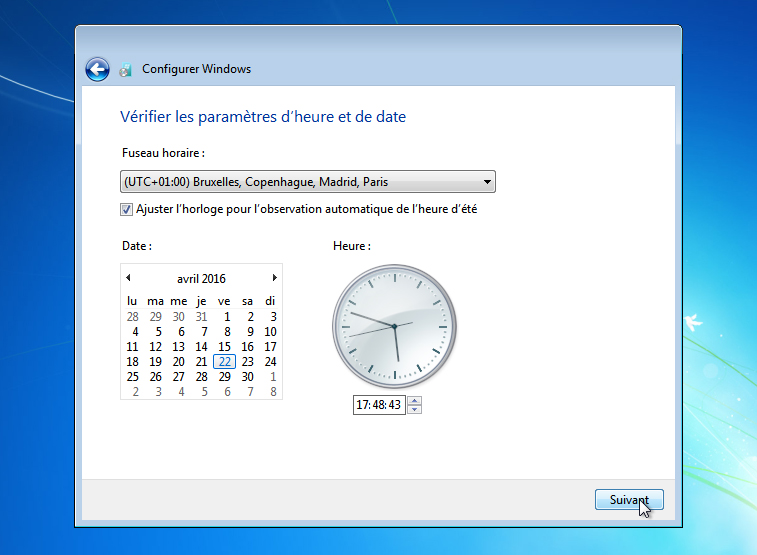 Configurer Windows
Vérifier les paramètres d'heure et de date
Fuseau horaire :
(UTC+01:00) Bruxelles, Copenhague, Madrid, Paris
Ajuster l'horloge pour l'observation automatique de l'heure d'été
Date :
Heure :
avril 2016
lu ma me je ve sa di
28 29 30 31 1 2 3
4 5 6 7 8 9 10
11 12 13 14 15 16 17
18 19 20 21 22 23 24
25 26 27 28 29 30 1
2 3 4 5 6 7 8
17:48:43
Suivant